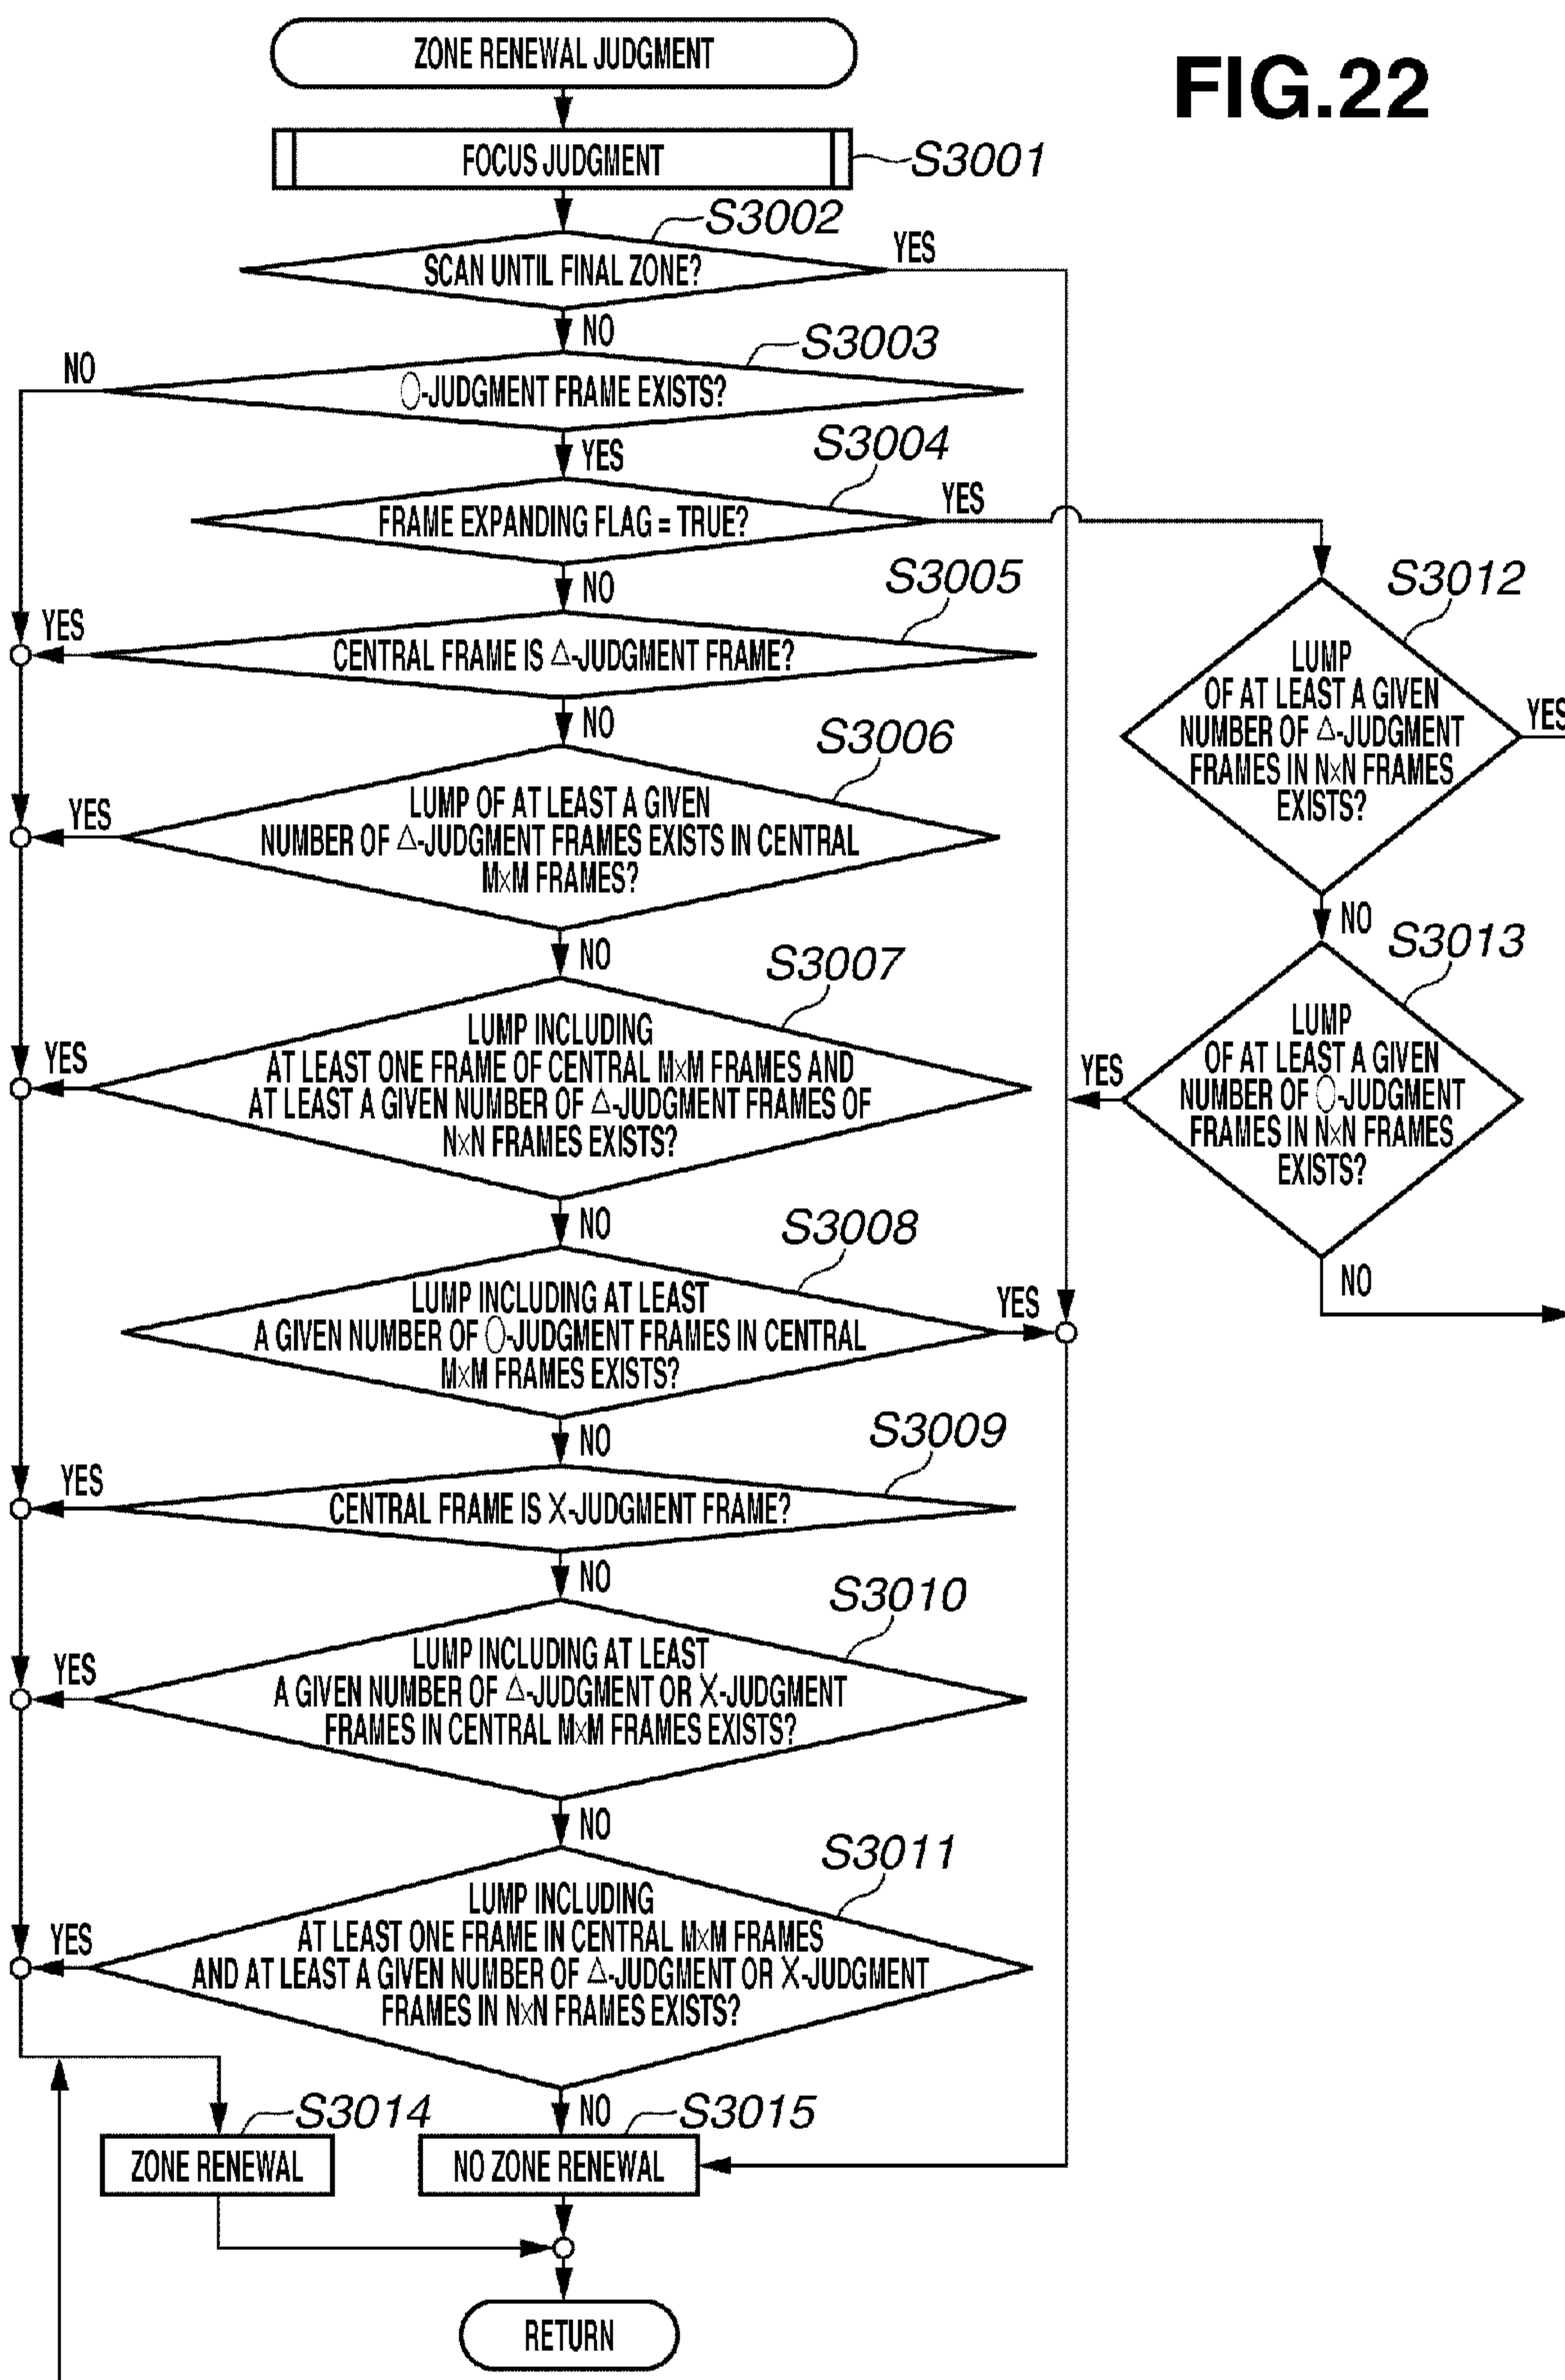 FIG.22
ZONE RENEWAL JUDGMENT
FOCUS JUDGMENT
S3001
S3002
SCAN UNTIL FINAL ZONE?
YES
NO
S3003
NO
○-JUDGMENT FRAME EXISTS?
YES
S3004
FRAME EXPANDING FLAG = TRUE?
YES
NO
S3005
YES
CENTRAL FRAME IS △-JUDGMENT FRAME?
NO
S3006
YES
LUMP OF AT LEAST A GIVEN
NUMBER OF △-JUDGMENT FRAMES EXISTS IN CENTRAL
M×M FRAMES?
NO
S3007
YES
LUMP INCLUDING
AT LEAST ONE FRAME OF CENTRAL M×M FRAMES AND
AT LEAST A GIVEN NUMBER OF △-JUDGMENT FRAMES OF
N×N FRAMES EXISTS?
NO
S3008
LUMP INCLUDING AT LEAST
A GIVEN NUMBER OF ○-JUDGMENT FRAMES IN CENTRAL
M×M FRAMES EXISTS?
YES
NO
S3009
YES
CENTRAL FRAME IS X-JUDGMENT FRAME?
NO
S3010
YES
LUMP INCLUDING AT LEAST
A GIVEN NUMBER OF △-JUDGMENT OR X-JUDGMENT
FRAMES IN CENTRAL M×M FRAMES EXISTS?
NO
S3011
YES
LUMP INCLUDING
AT LEAST ONE FRAME IN CENTRAL M×M FRAMES
AND AT LEAST A GIVEN NUMBER OF △-JUDGMENT OR X-JUDGMENT
FRAMES IN N×N FRAMES EXISTS?
NO
S3012
LUMP
OF AT LEAST A GIVEN
NUMBER OF △-JUDGMENT
FRAMES IN N×N FRAMES
EXISTS?
YES
NO
S3013
YES
LUMP
OF AT LEAST A GIVEN
NUMBER OF ○-JUDGMENT
FRAMES IN N×N FRAMES
EXISTS?
NO
S3014
ZONE RENEWAL
S3015
NO ZONE RENEWAL
RETURN